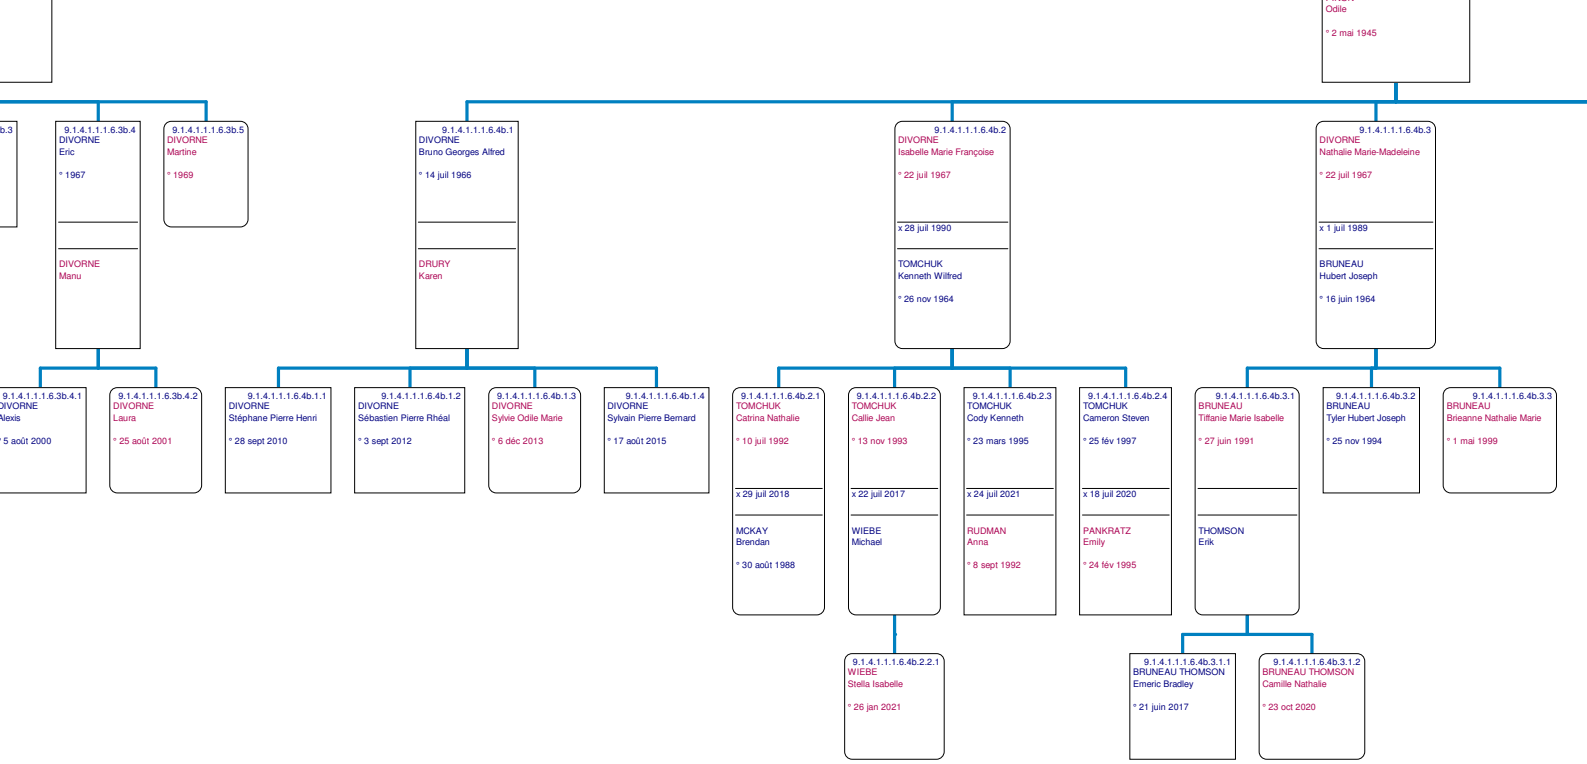 Odile
° 2 mai 1945
b.3
9.1.4.1.1.1.6.3b.4
DIVORNE
Eric
° 1967
DIVORNE
Manu
9.1.4.1.1.1.6.3b.5
DIVORNE
Martine
° 1969
9.1.4.1.1.1.6.4b.1
DIVORNE
Bruno Georges Alfred
° 14 juil 1966
DRURY
Karen
9.1.4.1.1.1.6.4b.2
DIVORNE
Isabelle Marie Françoise
° 22 juil 1967
x 28 juil 1990
TOMCHUK
Kenneth Wilfred
° 26 nov 1964
9.1.4.1.1.1.6.4b.3
DIVORNE
Nathalie Marie-Madeleine
° 22 juil 1967
x 1 juil 1989
BRUNEAU
Hubert Joseph
° 16 juin 1964
9.1.4.1.1.1.6.3b.4.1
DIVORNE
Alexis
° 5 août 2000
9.1.4.1.1.1.6.3b.4.2
DIVORNE
Laura
° 25 août 2001
9.1.4.1.1.1.6.4b.1.1
DIVORNE
Stéphane Pierre Henri
° 28 sept 2010
9.1.4.1.1.1.6.4b.1.2
DIVORNE
Sébastien Pierre Rhéal
° 3 sept 2012
9.1.4.1.1.1.6.4b.1.3
DIVORNE
Sylvie Odile Marie
° 6 déc 2013
9.1.4.1.1.1.6.4b.1.4
DIVORNE
Sylvain Pierre Bernard
° 17 août 2015
9.1.4.1.1.1.6.4b.2.1
TOMCHUK
Catrina Nathalie
° 10 juil 1992
x 29 juil 2018
MCKAY
Brendan
° 30 août 1988
9.1.4.1.1.1.6.4b.2.2
TOMCHUK
Callie Jean
° 13 nov 1993
x 22 juil 2017
WIEBE
Michael
9.1.4.1.1.1.6.4b.2.3
TOMCHUK
Cody Kenneth
° 23 mars 1995
x 24 juil 2021
RUDMAN
Anna
° 8 sept 1992
9.1.4.1.1.1.6.4b.2.4
TOMCHUK
Cameron Steven
° 25 fév 1997
x 18 juil 2020
PANKRATZ
Emily
° 24 fév 1995
9.1.4.1.1.1.6.4b.3.1
BRUNEAU
Tiffanie Marie Isabelle
° 27 juin 1991
THOMSON
Erik
9.1.4.1.1.1.6.4b.3.2
BRUNEAU
Tyler Hubert Joseph
° 25 nov 1994
9.1.4.1.1.1.6.4b.3.3
BRUNEAU
Brieanne Nathalie Marie
° 1 mai 1999
9.1.4.1.1.1.6.4b.2.2.1
WIEBE
Stella Isabelle
° 26 jan 2021
9.1.4.1.1.1.6.4b.3.1.1
BRUNEAU THOMSON
Emeric Bradley
° 21 juin 2017
9.1.4.1.1.1.6.4b.3.1.2
BRUNEAU THOMSON
Camille Nathalie
° 23 oct 2020